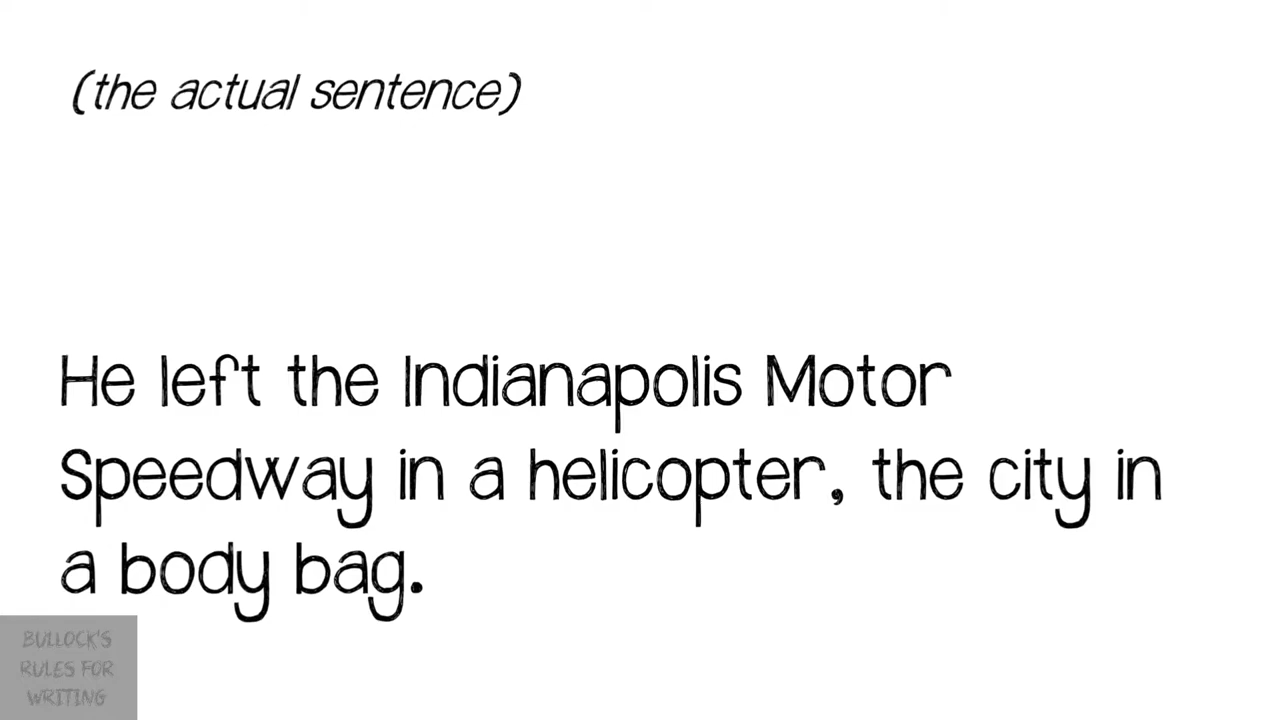 (the actual sentence)
He left the Indianapolis Motor
Speedway in a helicopter, the city in
a body bag.
BULLOCK'S
RULES FOR
WRITING